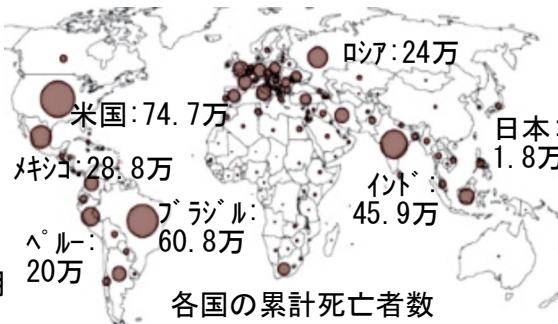 ﾛｼｱ:24万
米国:74.7万
日本:
1.8万
ﾒｷｼｺ:28.8万
ｲﾝﾄﾞ:
45.9万
ﾌﾞﾗｼﾞﾙ:
60.8万
ﾍﾟﾙｰ:
20万
各国の累計死亡者数